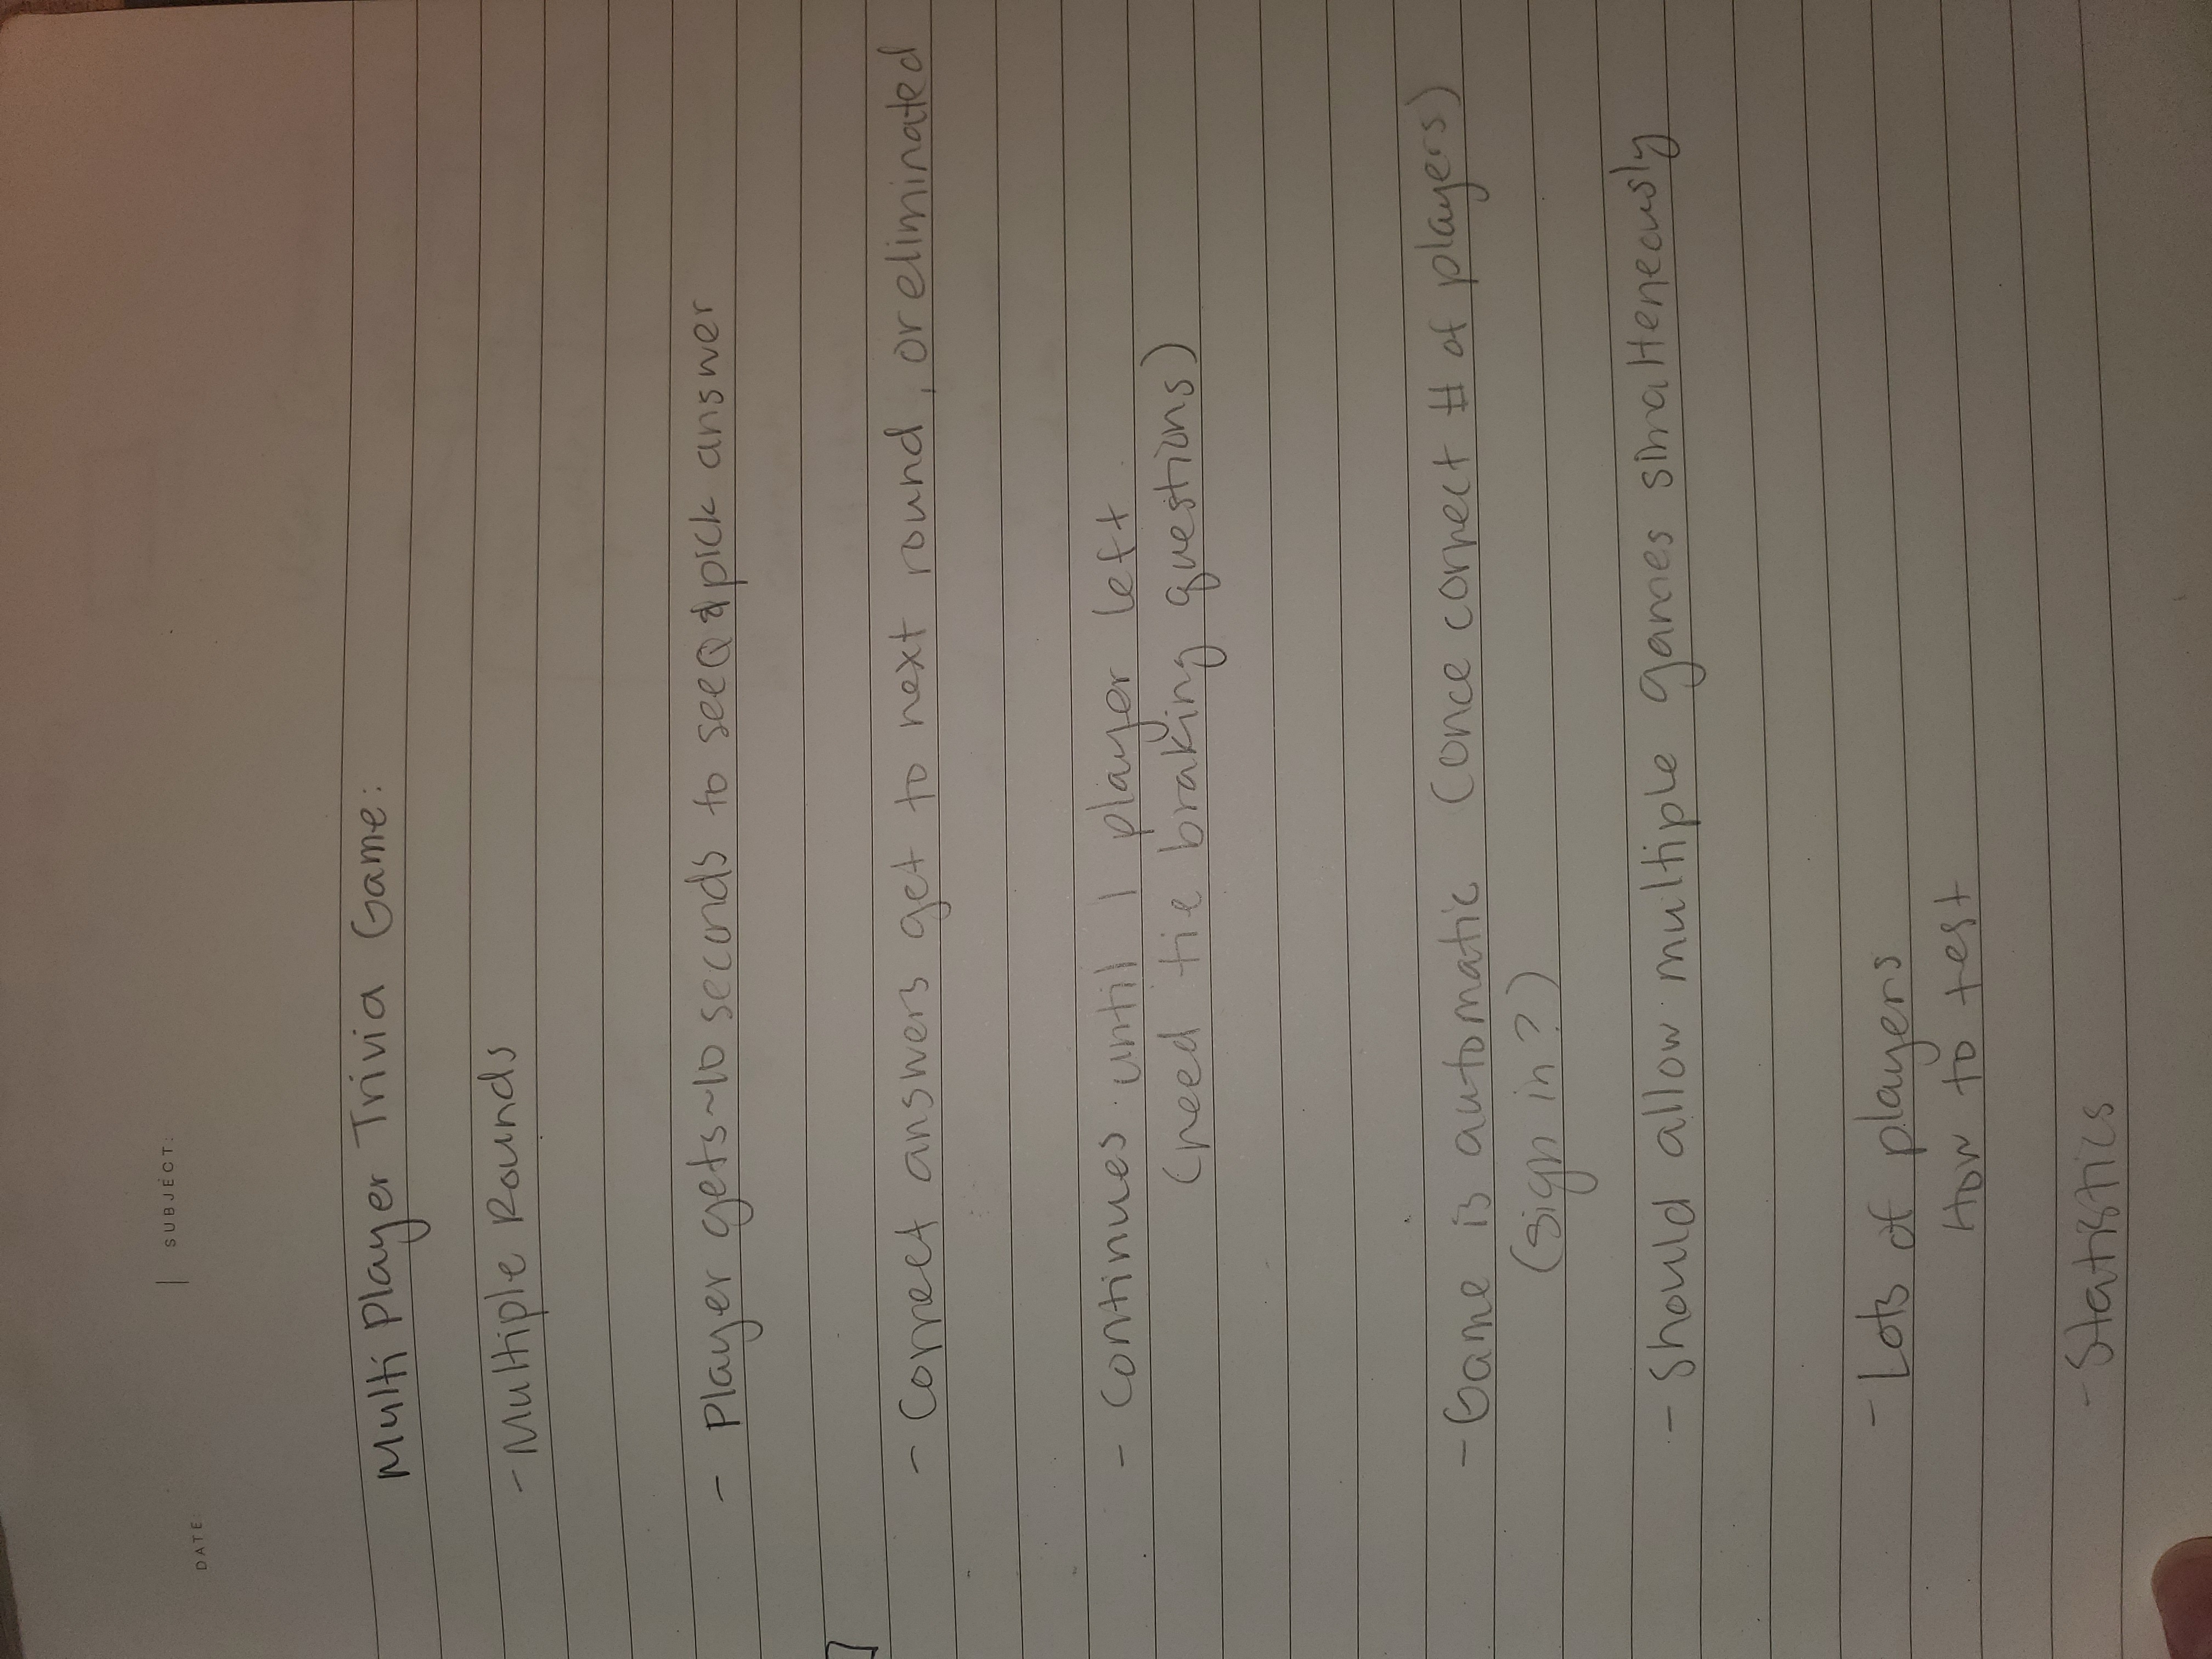 DATE: | SUBJECT:
Multi Player Trivia Game:
- Multiple Rounds
- Player gets ~10 seconds to see Q & pick answer
- Correct answers get to next round, or eliminated
- Continues until 1 player left
(need tie braking questions)
- Game is automatic (once correct # of players)
(sign in?)
- Should allow multiple games simalteneously
- Lots of players
How to test
- Statistics